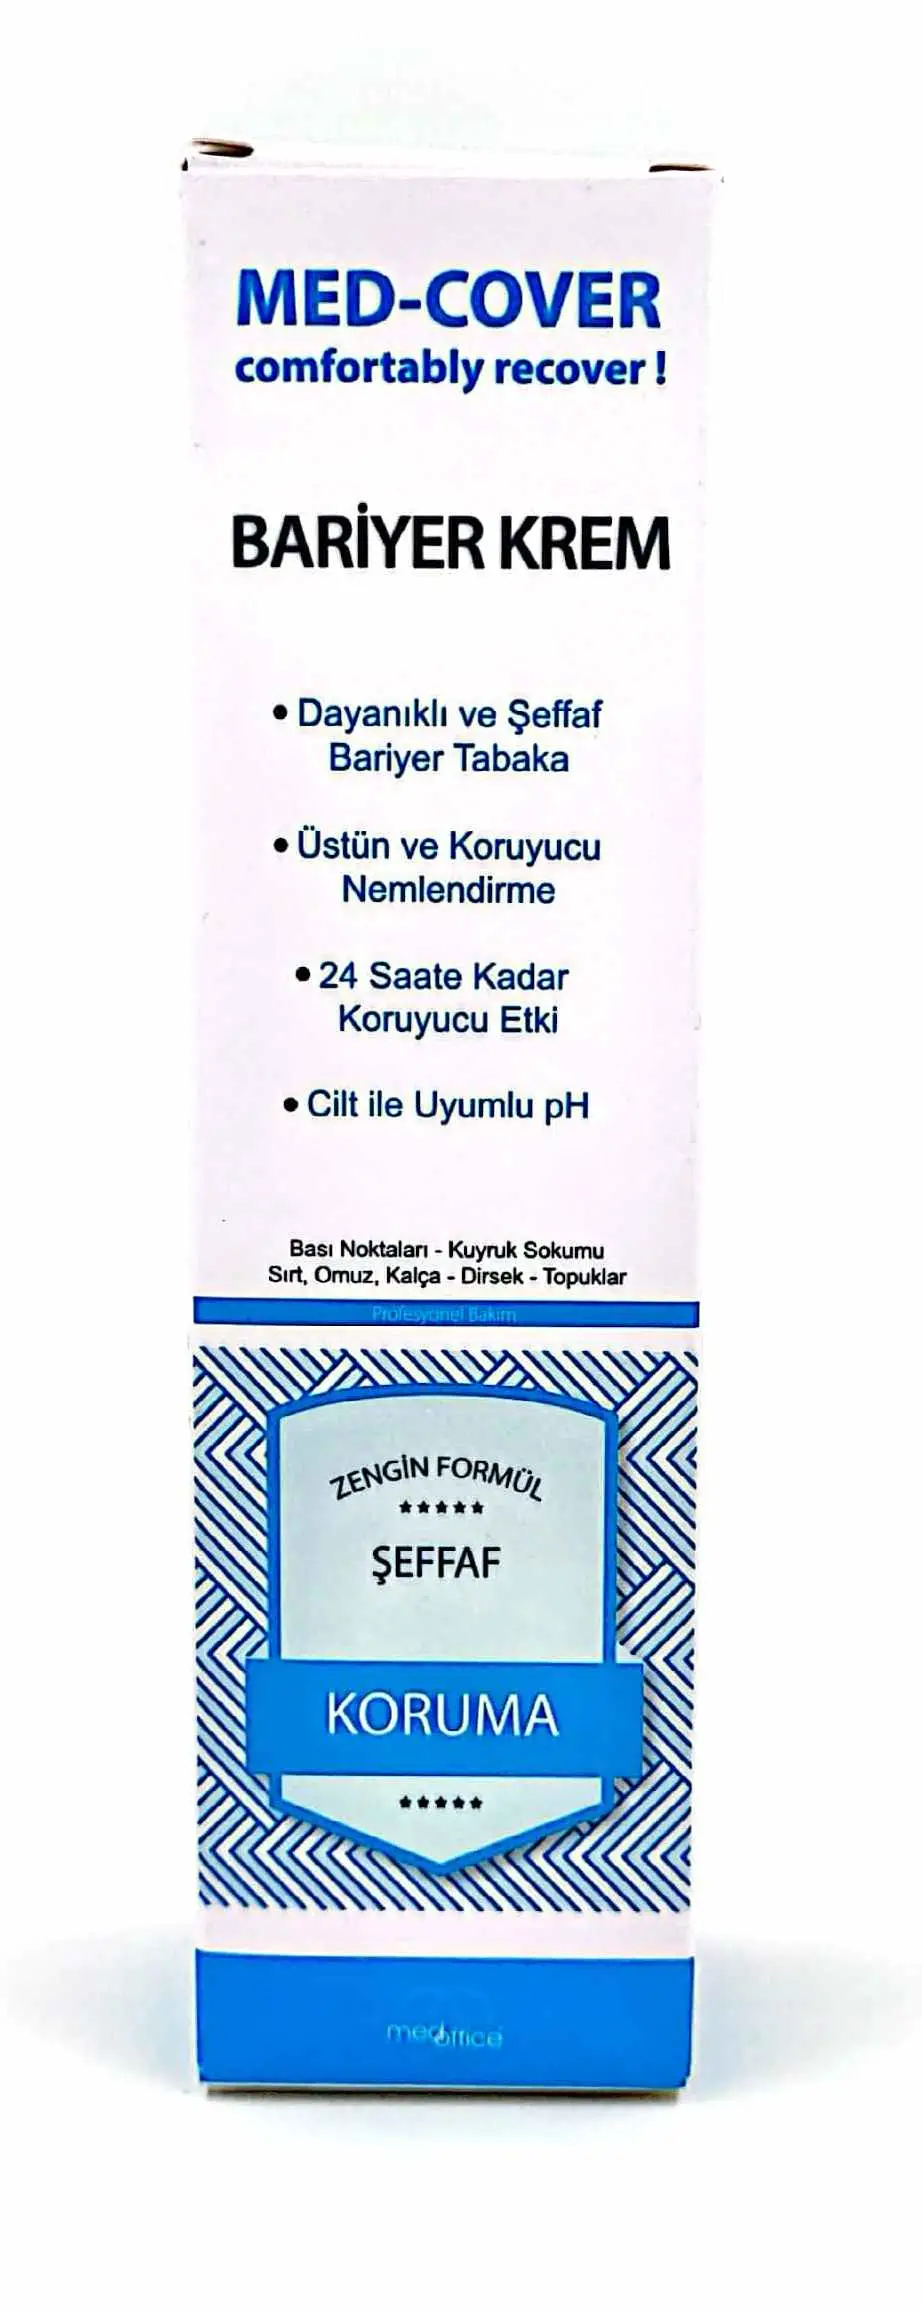 MED-COVER
comfortably recover !
BARİYER KREM
• Dayanıklı ve Şeffaf
Bariyer Tabaka
• Üstün ve Koruyucu
Nemlendirme
• 24 Saate Kadar
Koruyucu Etki
• Cilt ile Uyumlu pH
Bası Noktaları - Kuyruk Sokumu
Sırt, Omuz, Kalça - Dirsek - Topuklar
Profesyonel Bakım
ZENGİN FORMÜL
★★★★★
ŞEFFAF
KORUMA
★★★★★
medoffice